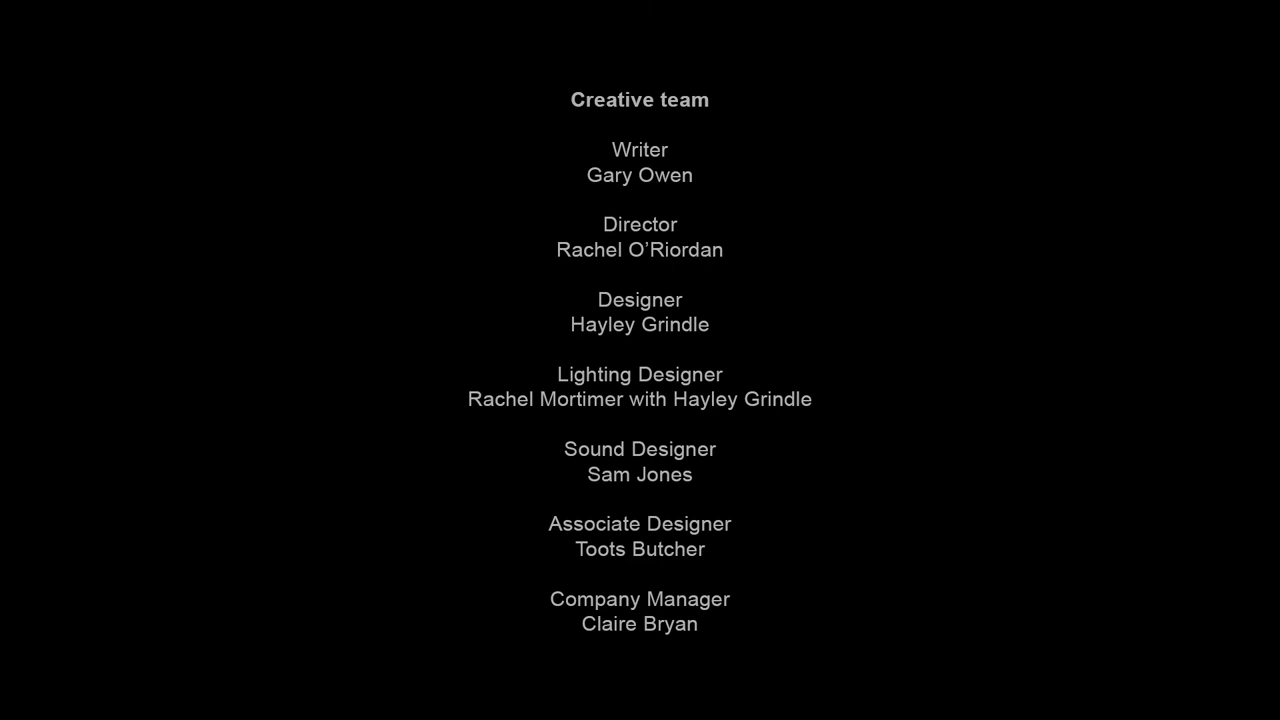 Creative team
Writer
Gary Owen
Director
Rachel O’Riordan
Designer
Hayley Grindle
Lighting Designer
Rachel Mortimer with Hayley Grindle
Sound Designer
Sam Jones
Associate Designer
Toots Butcher
Company Manager
Claire Bryan